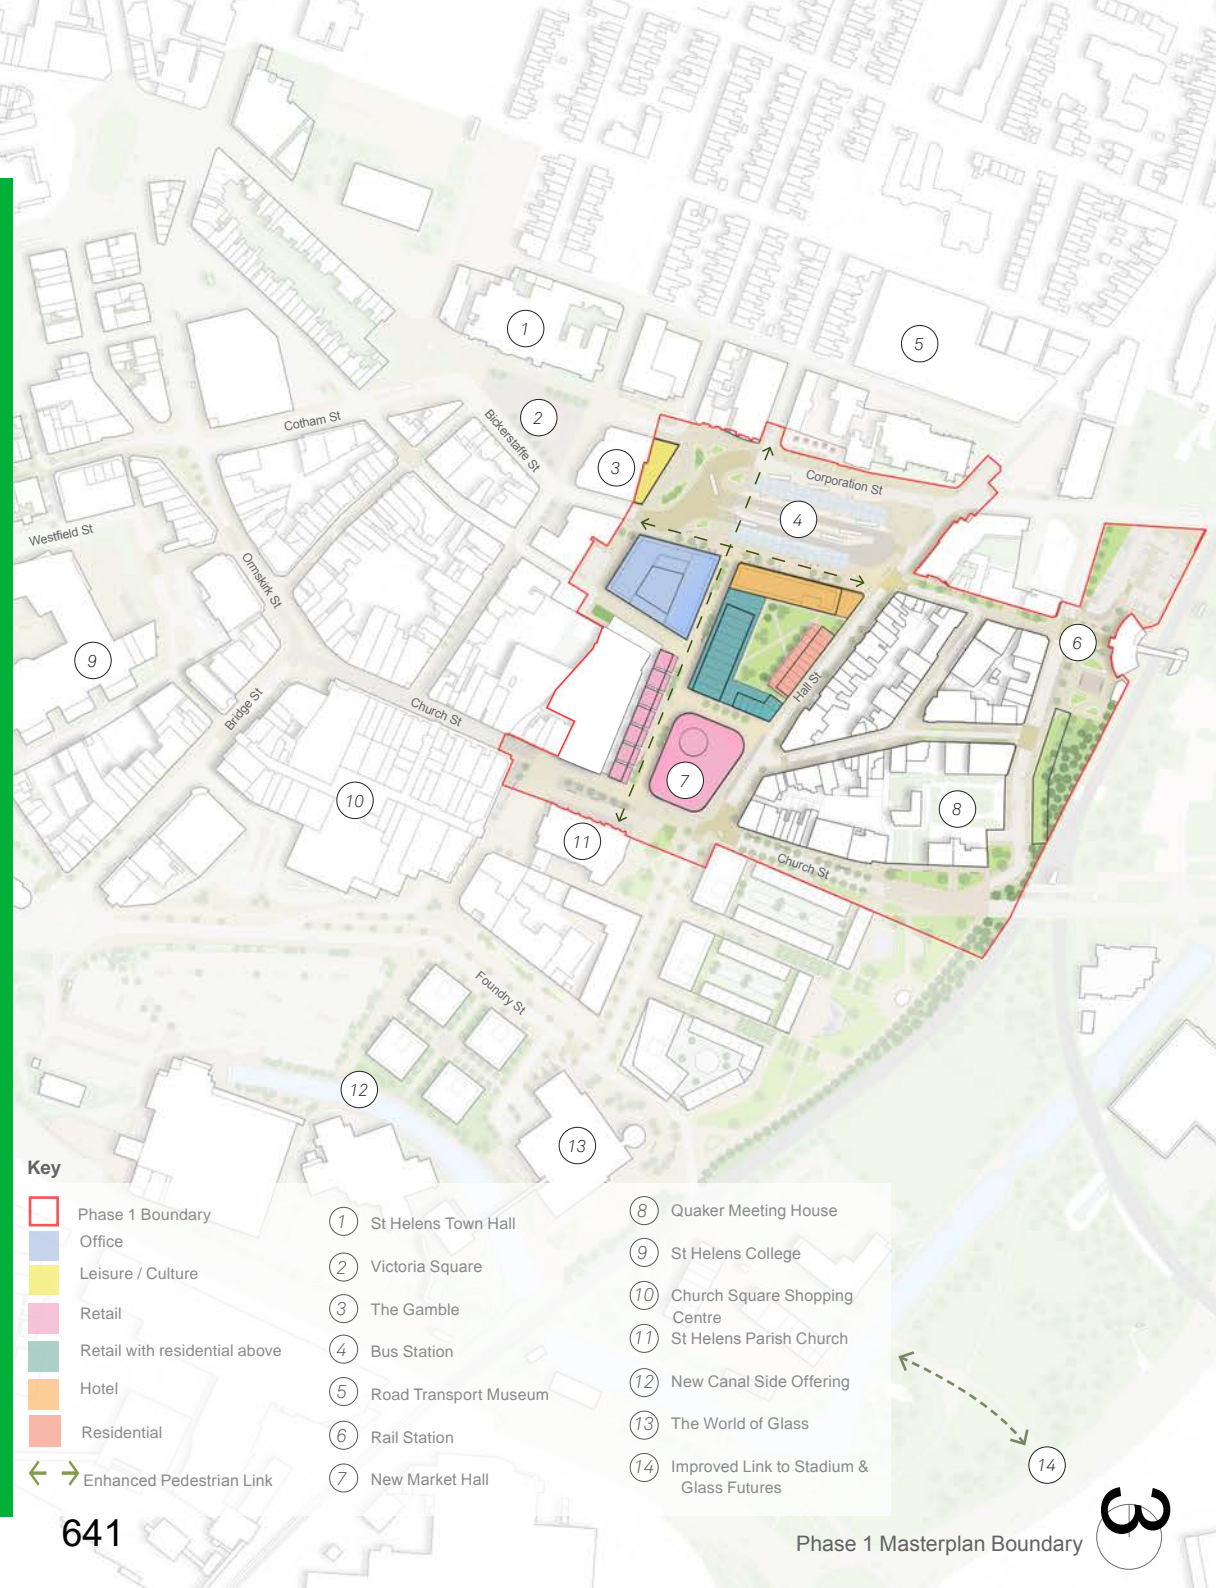 1
5
2
Cotham St
Bickerstaffe St
3
Corporation St
4
Westfield St
Ormskirk St
6
9
Hall St
Bridge St
Church St
7
10
8
11
Church St
Foundry St
12
13
Key
Phase 1 Boundary
Office
Leisure / Culture
Retail
Retail with residential above
Hotel
Residential
Enhanced Pedestrian Link
1 St Helens Town Hall
2 Victoria Square
3 The Gamble
4 Bus Station
5 Road Transport Museum
6 Rail Station
7 New Market Hall
8 Quaker Meeting House
9 St Helens College
10 Church Square Shopping
Centre
11 St Helens Parish Church
12 New Canal Side Offering
13 The World of Glass
14 Improved Link to Stadium &
Glass Futures
14
641
Phase 1 Masterplan Boundary
3